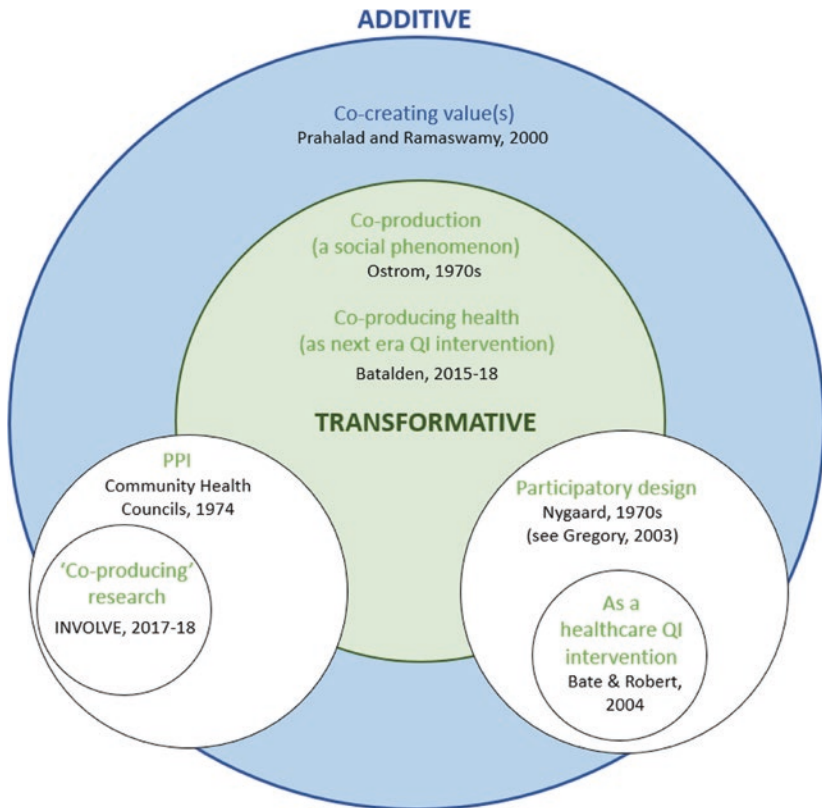 ADDITIVE
Co-creating value(s)
Prahalad and Ramaswamy, 2000
Co-production
(a social phenomenon)
Ostrom, 1970s
Co-producing health
(as next era QI intervention)
Batalden, 2015-18
TRANSFORMATIVE
PPI
Community Health
Councils, 1974
‘Co-producing’
research
INVOLVE, 2017-18
Participatory design
Nygaard, 1970s
(see Gregory, 2003)
As a
healthcare QI
intervention
Bate & Robert,
2004